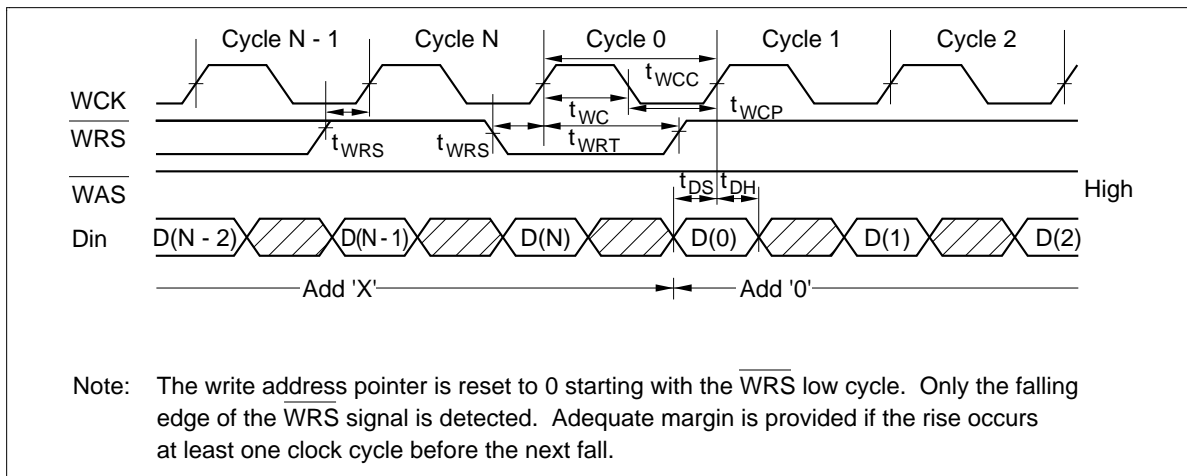 Cycle N - 1 Cycle N Cycle 0 Cycle 1 Cycle 2
tWCC
WCK
tWC tWCP
WRS
tWRS tWRS tWRT
tDS tDH
WAS High
Din D(N - 2) D(N - 1) D(N) D(0) D(1) D(2)
Add 'X' Add '0'
Note: The write address pointer is reset to 0 starting with the WRS low cycle. Only the falling
edge of the WRS signal is detected. Adequate margin is provided if the rise occurs
at least one clock cycle before the next fall.